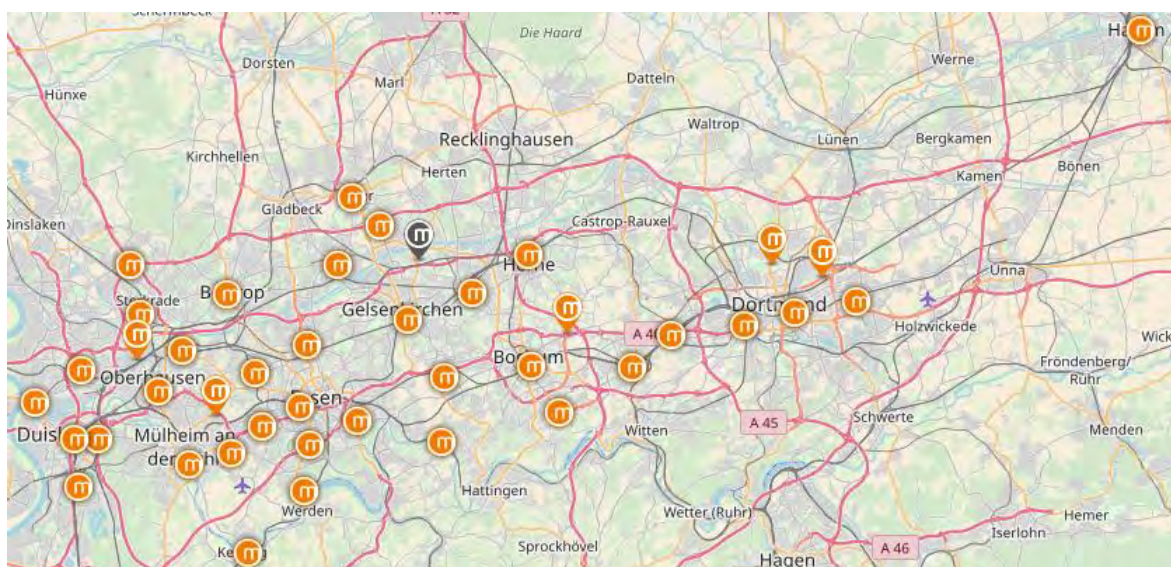 Die Haard
Dorsten
Marl
Werne
Hünxe
Datteln
Waltrop
Lünen
Bergkamen
Recklinghausen
Kirchhellen
Herten
Kamen
Bönen
Gladbeck
Dinslaken
Castrop-Rauxel
Unna
Sterkrade
Gelsenkirchen
Dortmund
Holzwickede
A 40
Oberhausen
Fröndenberg/
Ruhr
Schwerte
A 45
Mülheim an
Witten
Menden
Hattingen
Werden
Wetter (Ruhr)
Hemer
Iserlohn
Sprockhövel
A 46
Hagen